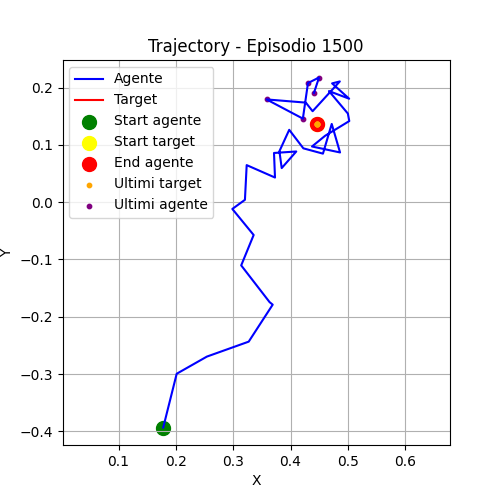 Trajectory - Episodio 1500
Agente
Target
Start agente
Start target
End agente
Ultimi target
Ultimi agente
0.2
0.1
0.0
−0.1
−0.2
−0.3
−0.4
Y
0.1 0.2 0.3 0.4 0.5 0.6
X